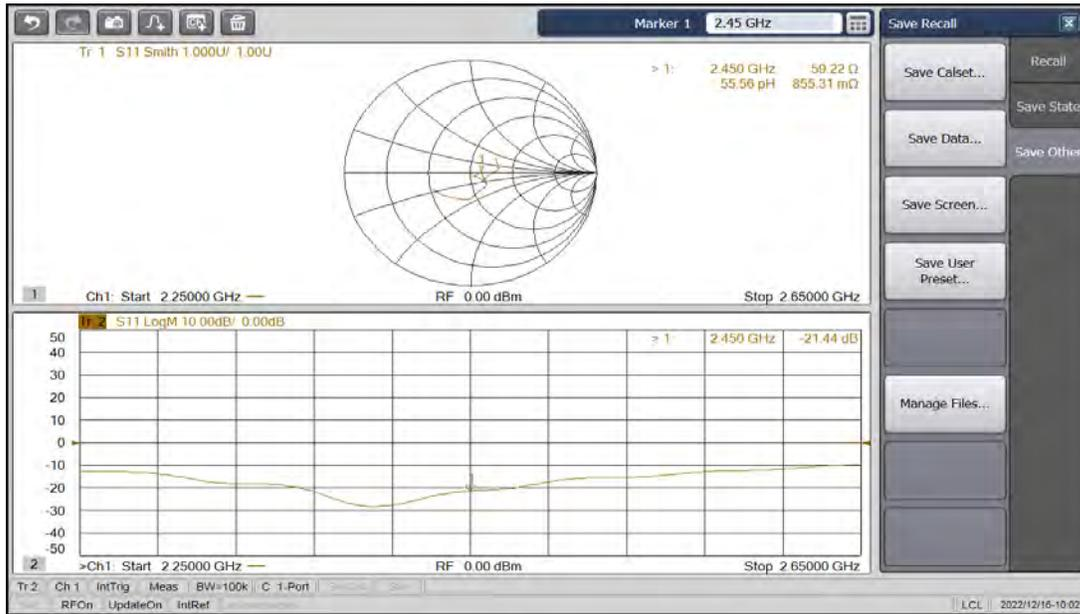 Marker 1 2.45 GHz
Save Recall X
Tr 1 S11 Smith 1.000U/ 1.00U
> 1: 2.450 GHz 59.22 Ω
55.56 pH 855.31 mΩ
1 Ch1: Start 2.25000 GHz RF 0.00 dBm Stop 2.65000 GHz
Tr 2 S11 LogM 10.00dB/ 0.00dB
> 1: 2.450 GHz -21.44 dB
50
40
30
20
10
0
-10
-20
-30
-40
-50
2 >Ch1: Start 2.25000 GHz RF 0.00 dBm Stop 2.65000 GHz
Save Calset...
Save Data...
Save Screen...
Save User
Preset...
Manage Files...
Recall
Save State
Save Other
Tr 2 Ch 1 IntTrig Meas BW=100k C 1-Port
RFOn UpdateOn IntRef
LCL 2022/12/16-10:02